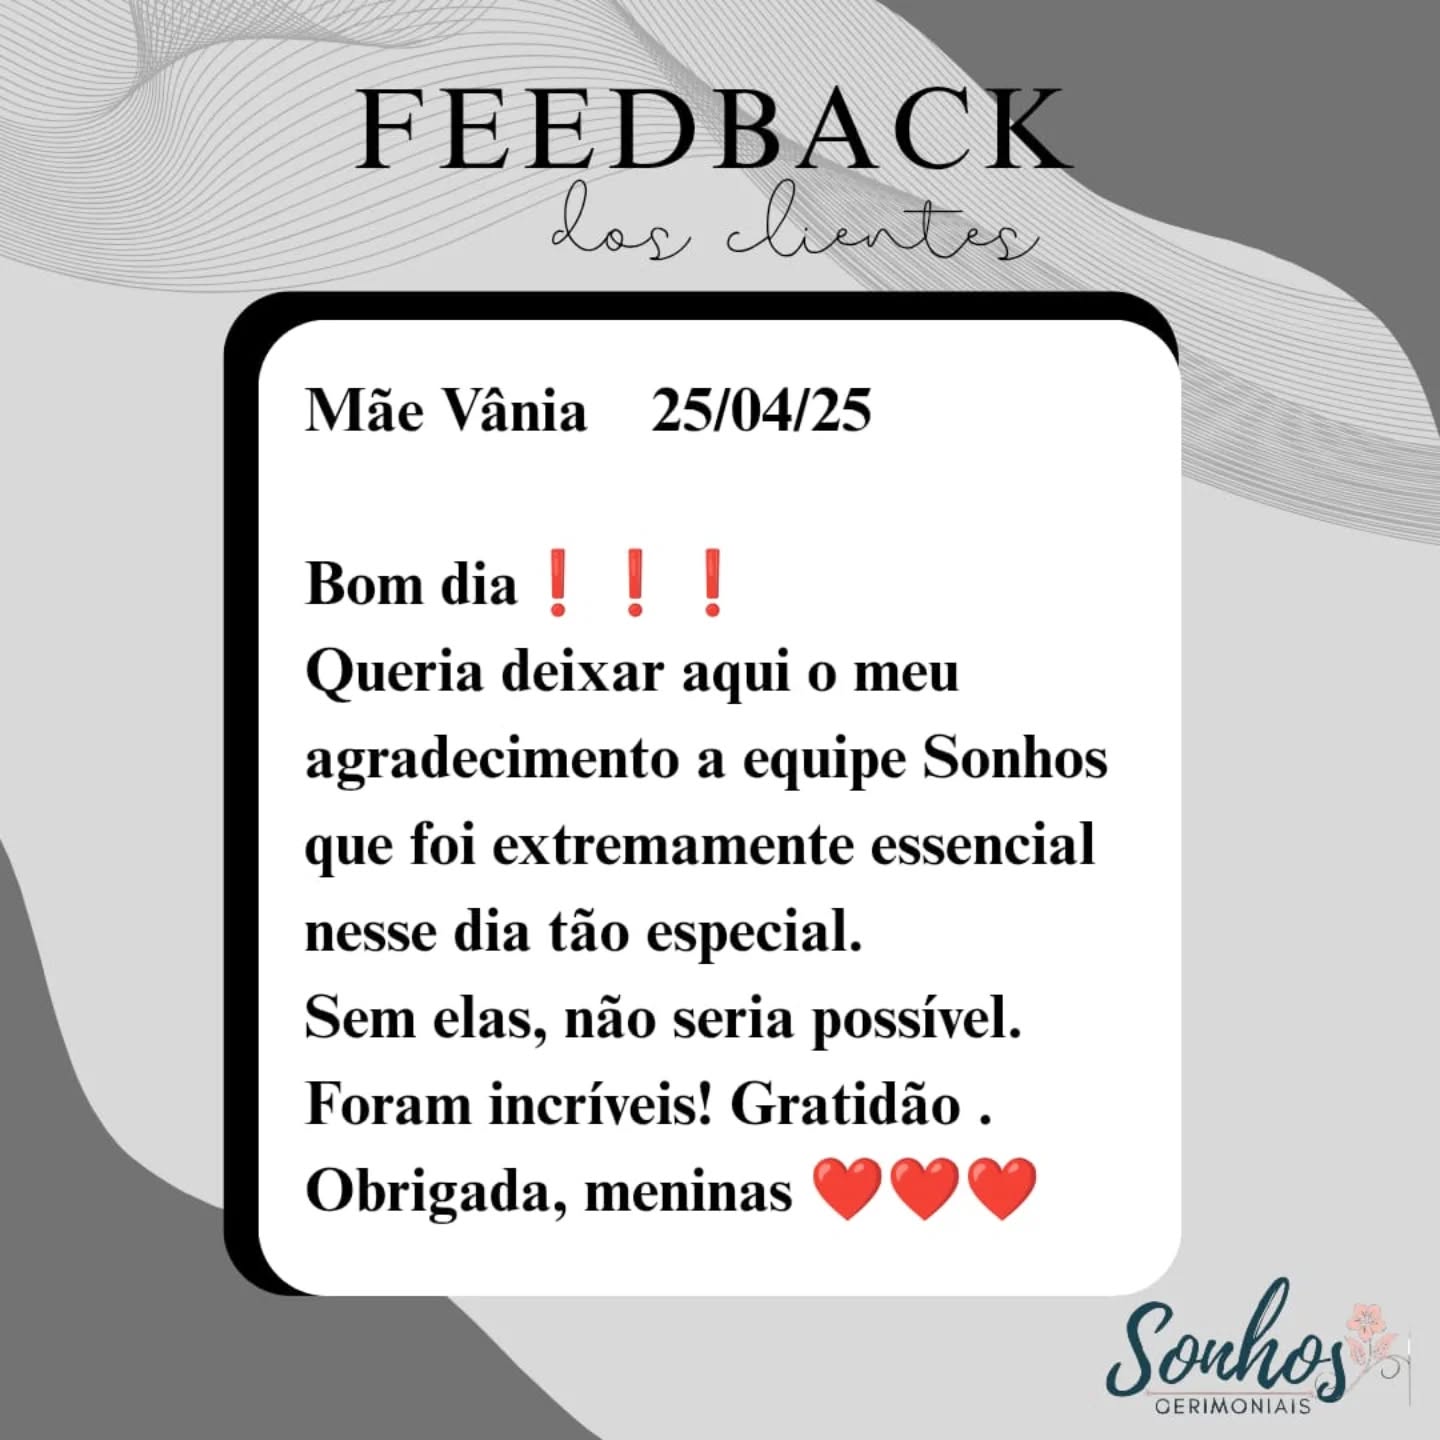 FEEDBACK
dos clientes
Mãe Vânia 25/04/25
Bom dia ❗❗❗
Queria deixar aqui o meu
agradecimento a equipe Sonhos
que foi extremamente essencial
nesse dia tão especial.
Sem elas, não seria possível.
Foram incríveis! Gratidão .
Obrigada, meninas ❤️❤️❤️
Sonhos
CERIMONIAIS